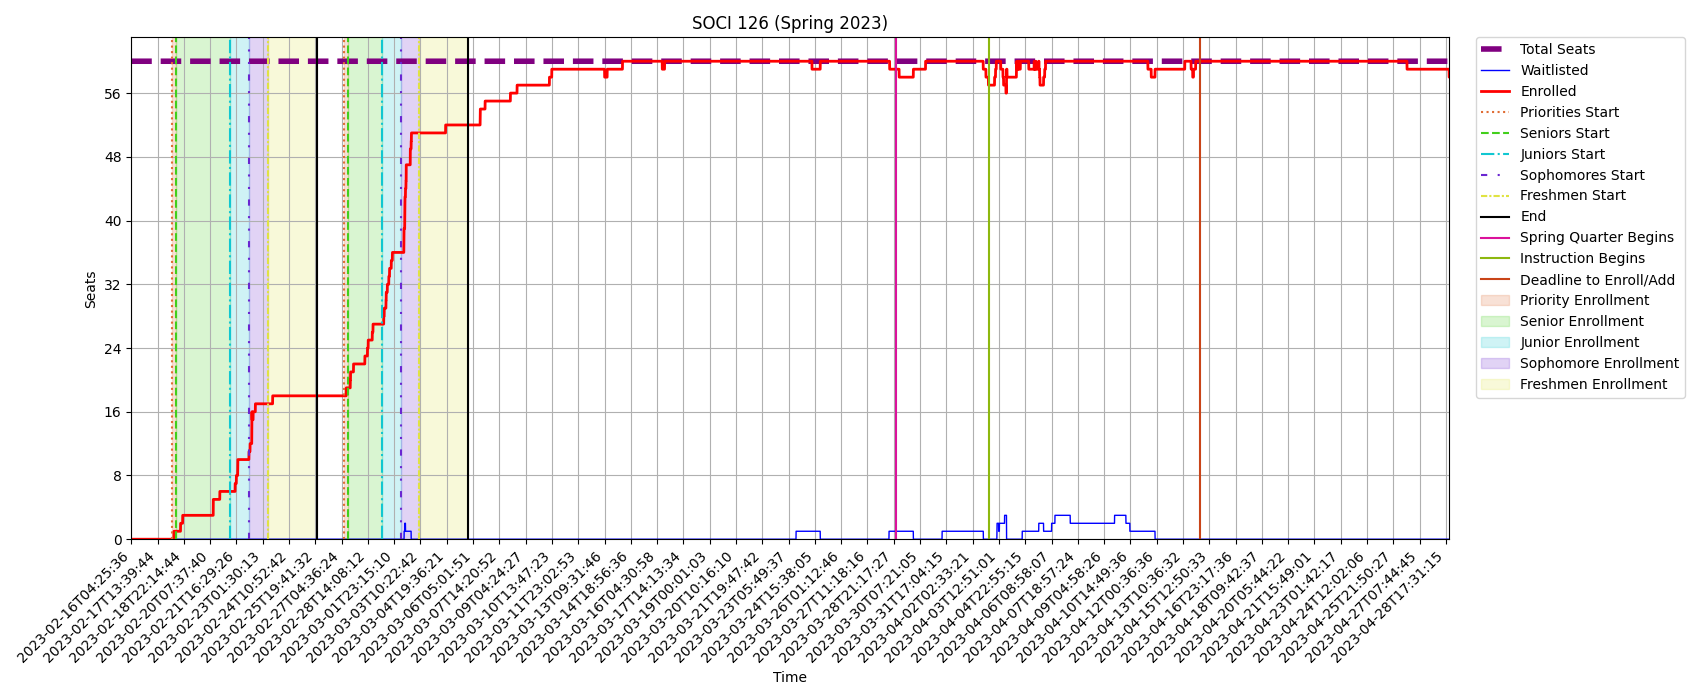 SOCI 126 (Spring 2023)
Seats
56
48
40
32
24
16
8
0
2023-02-16T04:25:36
2023-02-17T13:39:44
2023-02-18T22:14:44
2023-02-20T07:37:40
2023-02-21T16:29:26
2023-02-23T01:30:13
2023-02-24T10:52:42
2023-02-25T19:41:32
2023-02-27T04:36:24
2023-02-28T14:08:12
2023-03-01T23:15:10
2023-03-03T10:22:42
2023-03-04T19:36:21
2023-03-06T05:01:51
2023-03-07T14:20:52
2023-03-09T04:24:27
2023-03-10T13:47:23
2023-03-11T23:02:53
2023-03-13T09:31:46
2023-03-14T18:56:36
2023-03-16T04:30:58
2023-03-17T14:13:34
2023-03-19T00:01:03
2023-03-20T10:16:10
2023-03-21T19:47:42
2023-03-23T05:49:37
2023-03-24T15:38:05
2023-03-26T01:12:46
2023-03-27T11:18:16
2023-03-28T21:17:27
2023-03-30T07:21:05
2023-03-31T17:04:15
2023-04-02T02:33:21
2023-04-03T12:51:01
2023-04-04T22:55:15
2023-04-06T08:58:07
2023-04-07T18:57:24
2023-04-09T04:58:26
2023-04-10T14:49:36
2023-04-12T00:36:36
2023-04-13T10:36:32
2023-04-15T12:50:33
2023-04-16T23:17:36
2023-04-18T09:42:37
2023-04-20T05:44:22
2023-04-21T15:49:01
2023-04-23T01:42:17
2023-04-24T12:02:06
2023-04-25T21:50:27
2023-04-27T07:44:45
2023-04-28T17:31:15
Time
Total Seats
Waitlisted
Enrolled
Priorities Start
Seniors Start
Juniors Start
Sophomores Start
Freshmen Start
End
Spring Quarter Begins
Instruction Begins
Deadline to Enroll/Add
Priority Enrollment
Senior Enrollment
Junior Enrollment
Sophomore Enrollment
Freshmen Enrollment